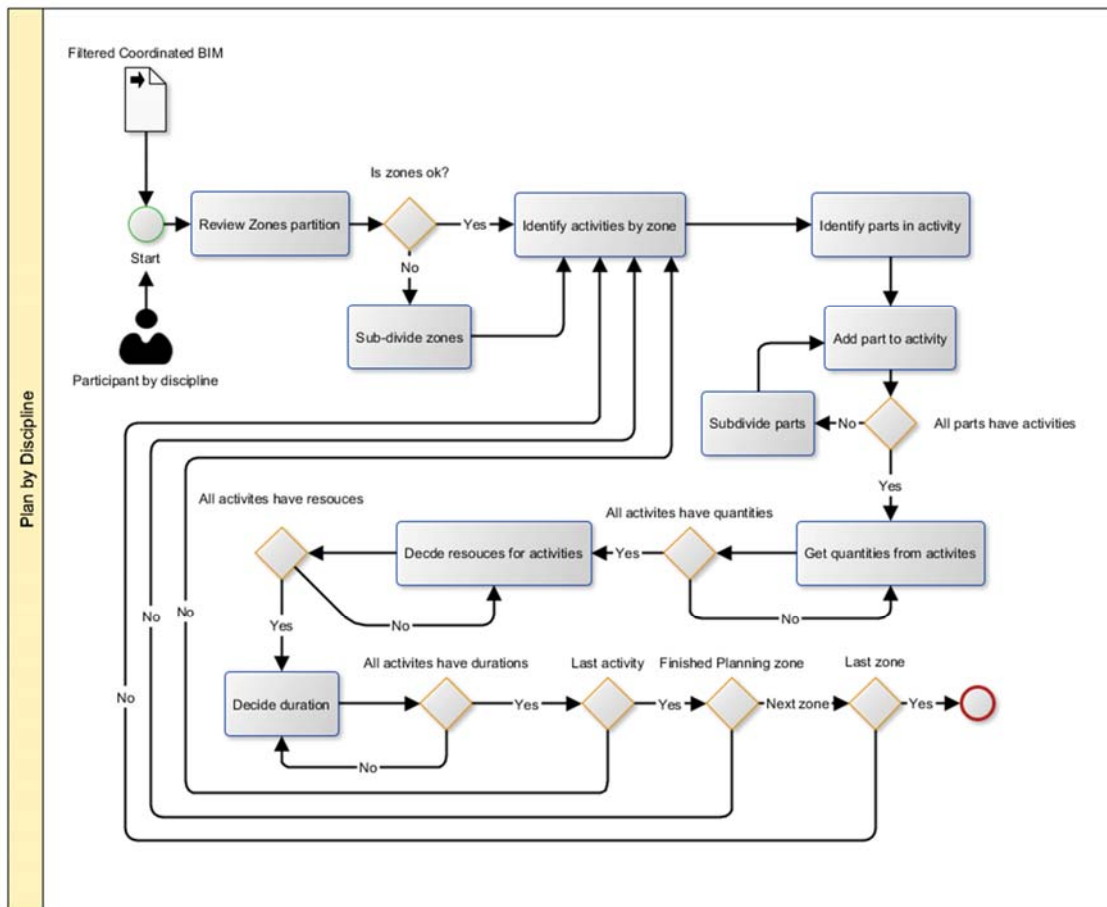 Plan by Discipline
Filtered Coordinated BIM
Start
Participant by discipline
Review Zones partition
Is zones ok?
Yes
No
Sub-divide zones
Identify activities by zone
Identify parts in activity
Add part to activity
All parts have activities
No
Subdivide parts
Yes
Get quantities from activites
All activites have quantities
No
Yes
Decde resouces for activities
All activites have resouces
No
Yes
Decide duration
All activites have durations
No
Yes
Last activity
No
Yes
Finished Planning zone
No
Next zone
Last zone
No
Yes